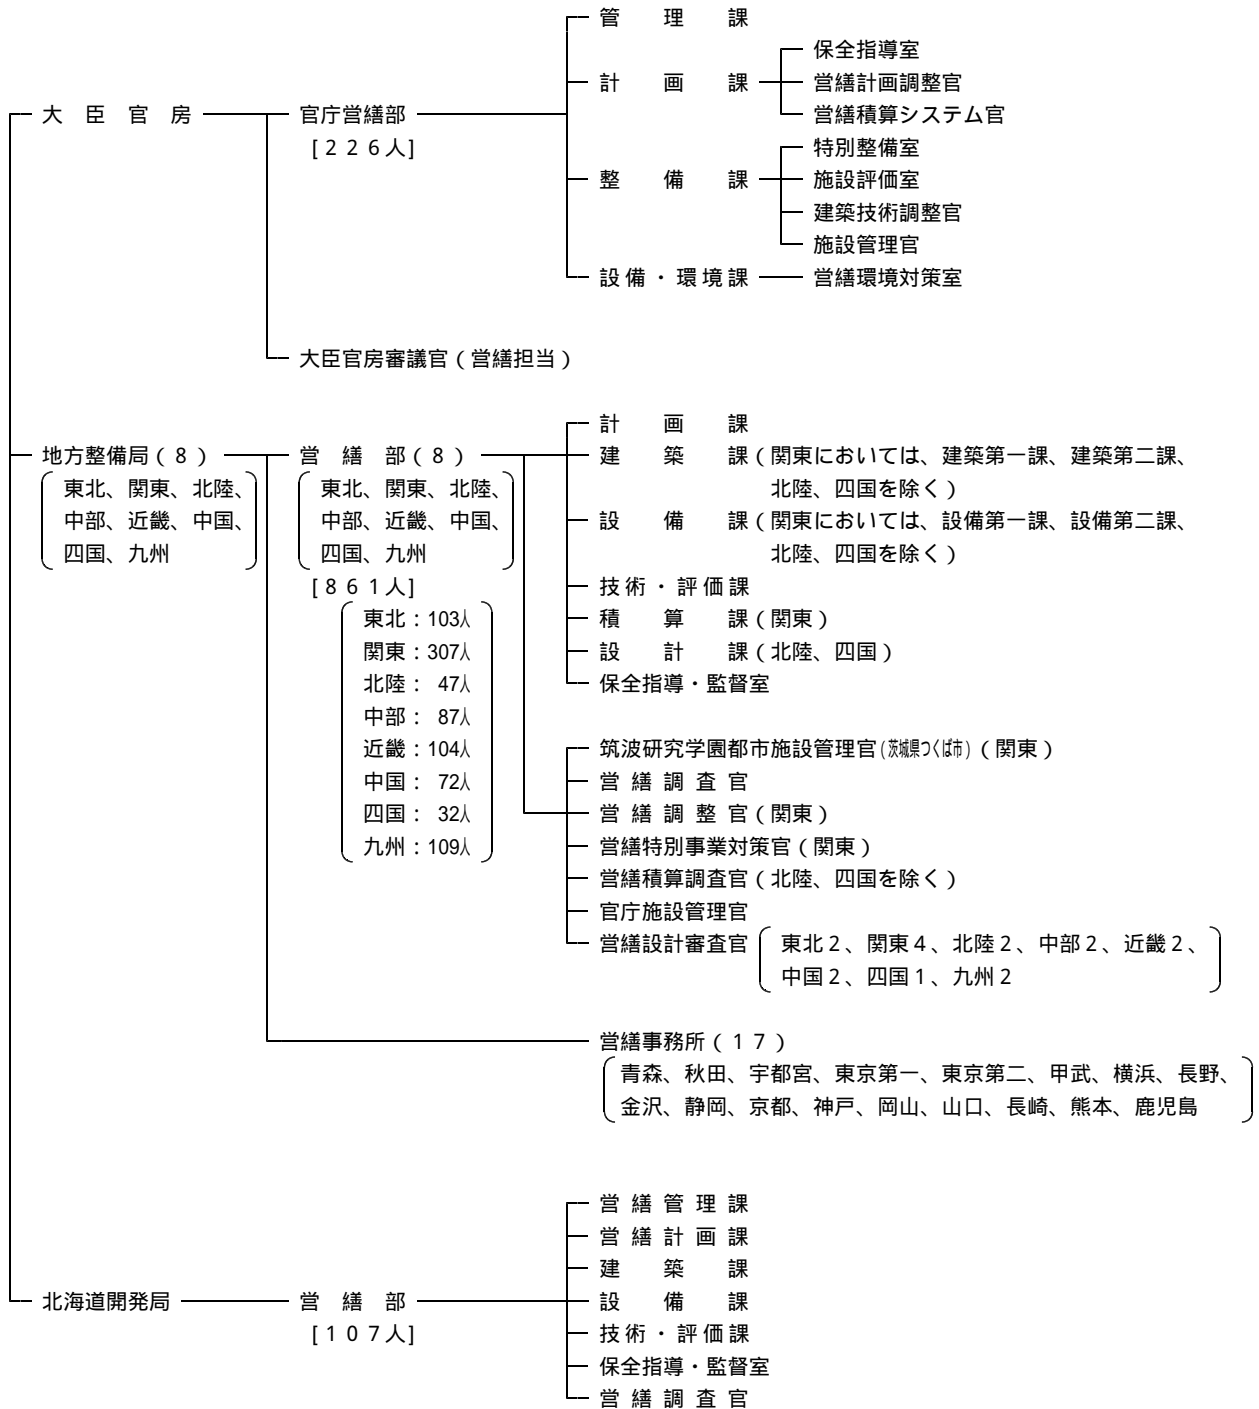 管理課
保全指導室
計画課
営繕計画調整官
大臣官房
官庁営繕部
営繕積算システム官
[226人]
特別整備室
整備課
施設評価室
建築技術調整官
施設管理官
設備・環境課
営繕環境対策室
大臣官房審議官（営繕担当）
計画課
地方整備局（8）
営繕部（8）
建築課（関東においては、建築第一課、建築第二課、
東北、関東、北陸、
東北、関東、北陸、
北陸、四国を除く）
中部、近畿、中国、
中部、近畿、中国、
設備課（関東においては、設備第一課、設備第二課、
四国、九州
四国、九州
北陸、四国を除く）
[861人]
技術・評価課
東北：103人
積算課（関東）
関東：307人
設計課（北陸、四国）
北陸：47人
保全指導・監督室
中部：87人
近畿：104人
筑波研究学園都市施設管理官（茨城県つくば市）（関東）
中国：72人
営繕調査官
四国：32人
営繕調整官（関東）
九州：109人
営繕特別事業対策官（関東）
営繕積算調査官（北陸、四国を除く）
官庁施設管理官
営繕設計審査官
東北2、関東4、北陸2、中部2、近畿2、
中国2、四国1、九州2
営繕事務所（17）
青森、秋田、宇都宮、東京第一、東京第二、甲武、横浜、長野、
金沢、静岡、京都、神戸、岡山、山口、長崎、熊本、鹿児島
営繕管理課
営繕計画課
建築課
北海道開発局
営繕部
設備課
[107人]
技術・評価課
保全指導・監督室
営繕調査官